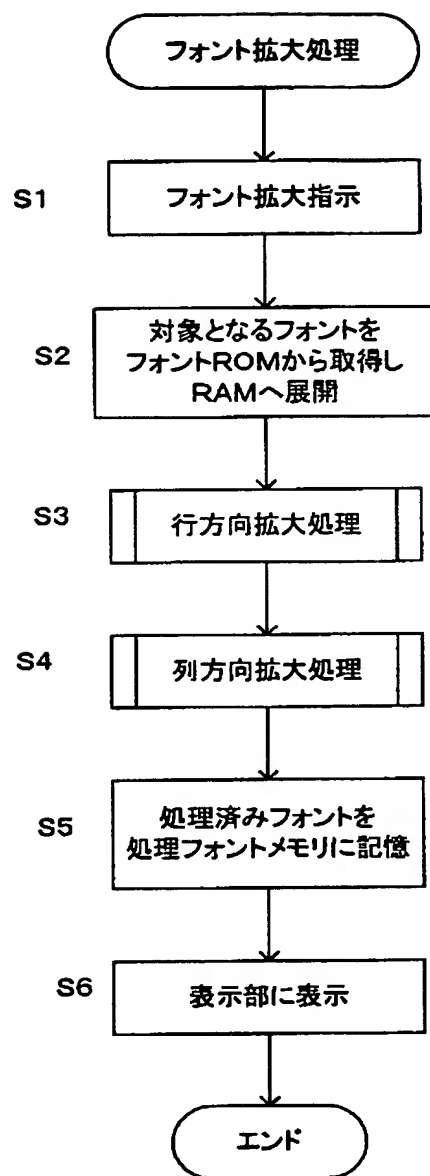 フォント拡大処理
S1
フォント拡大指示
S2
対象となるフォントを
フォントROMから取得し
RAMへ展開
S3
行方向拡大処理
S4
列方向拡大処理
S5
処理済みフォントを
処理フォントメモリに記憶
S6
表示部に表示
エンド